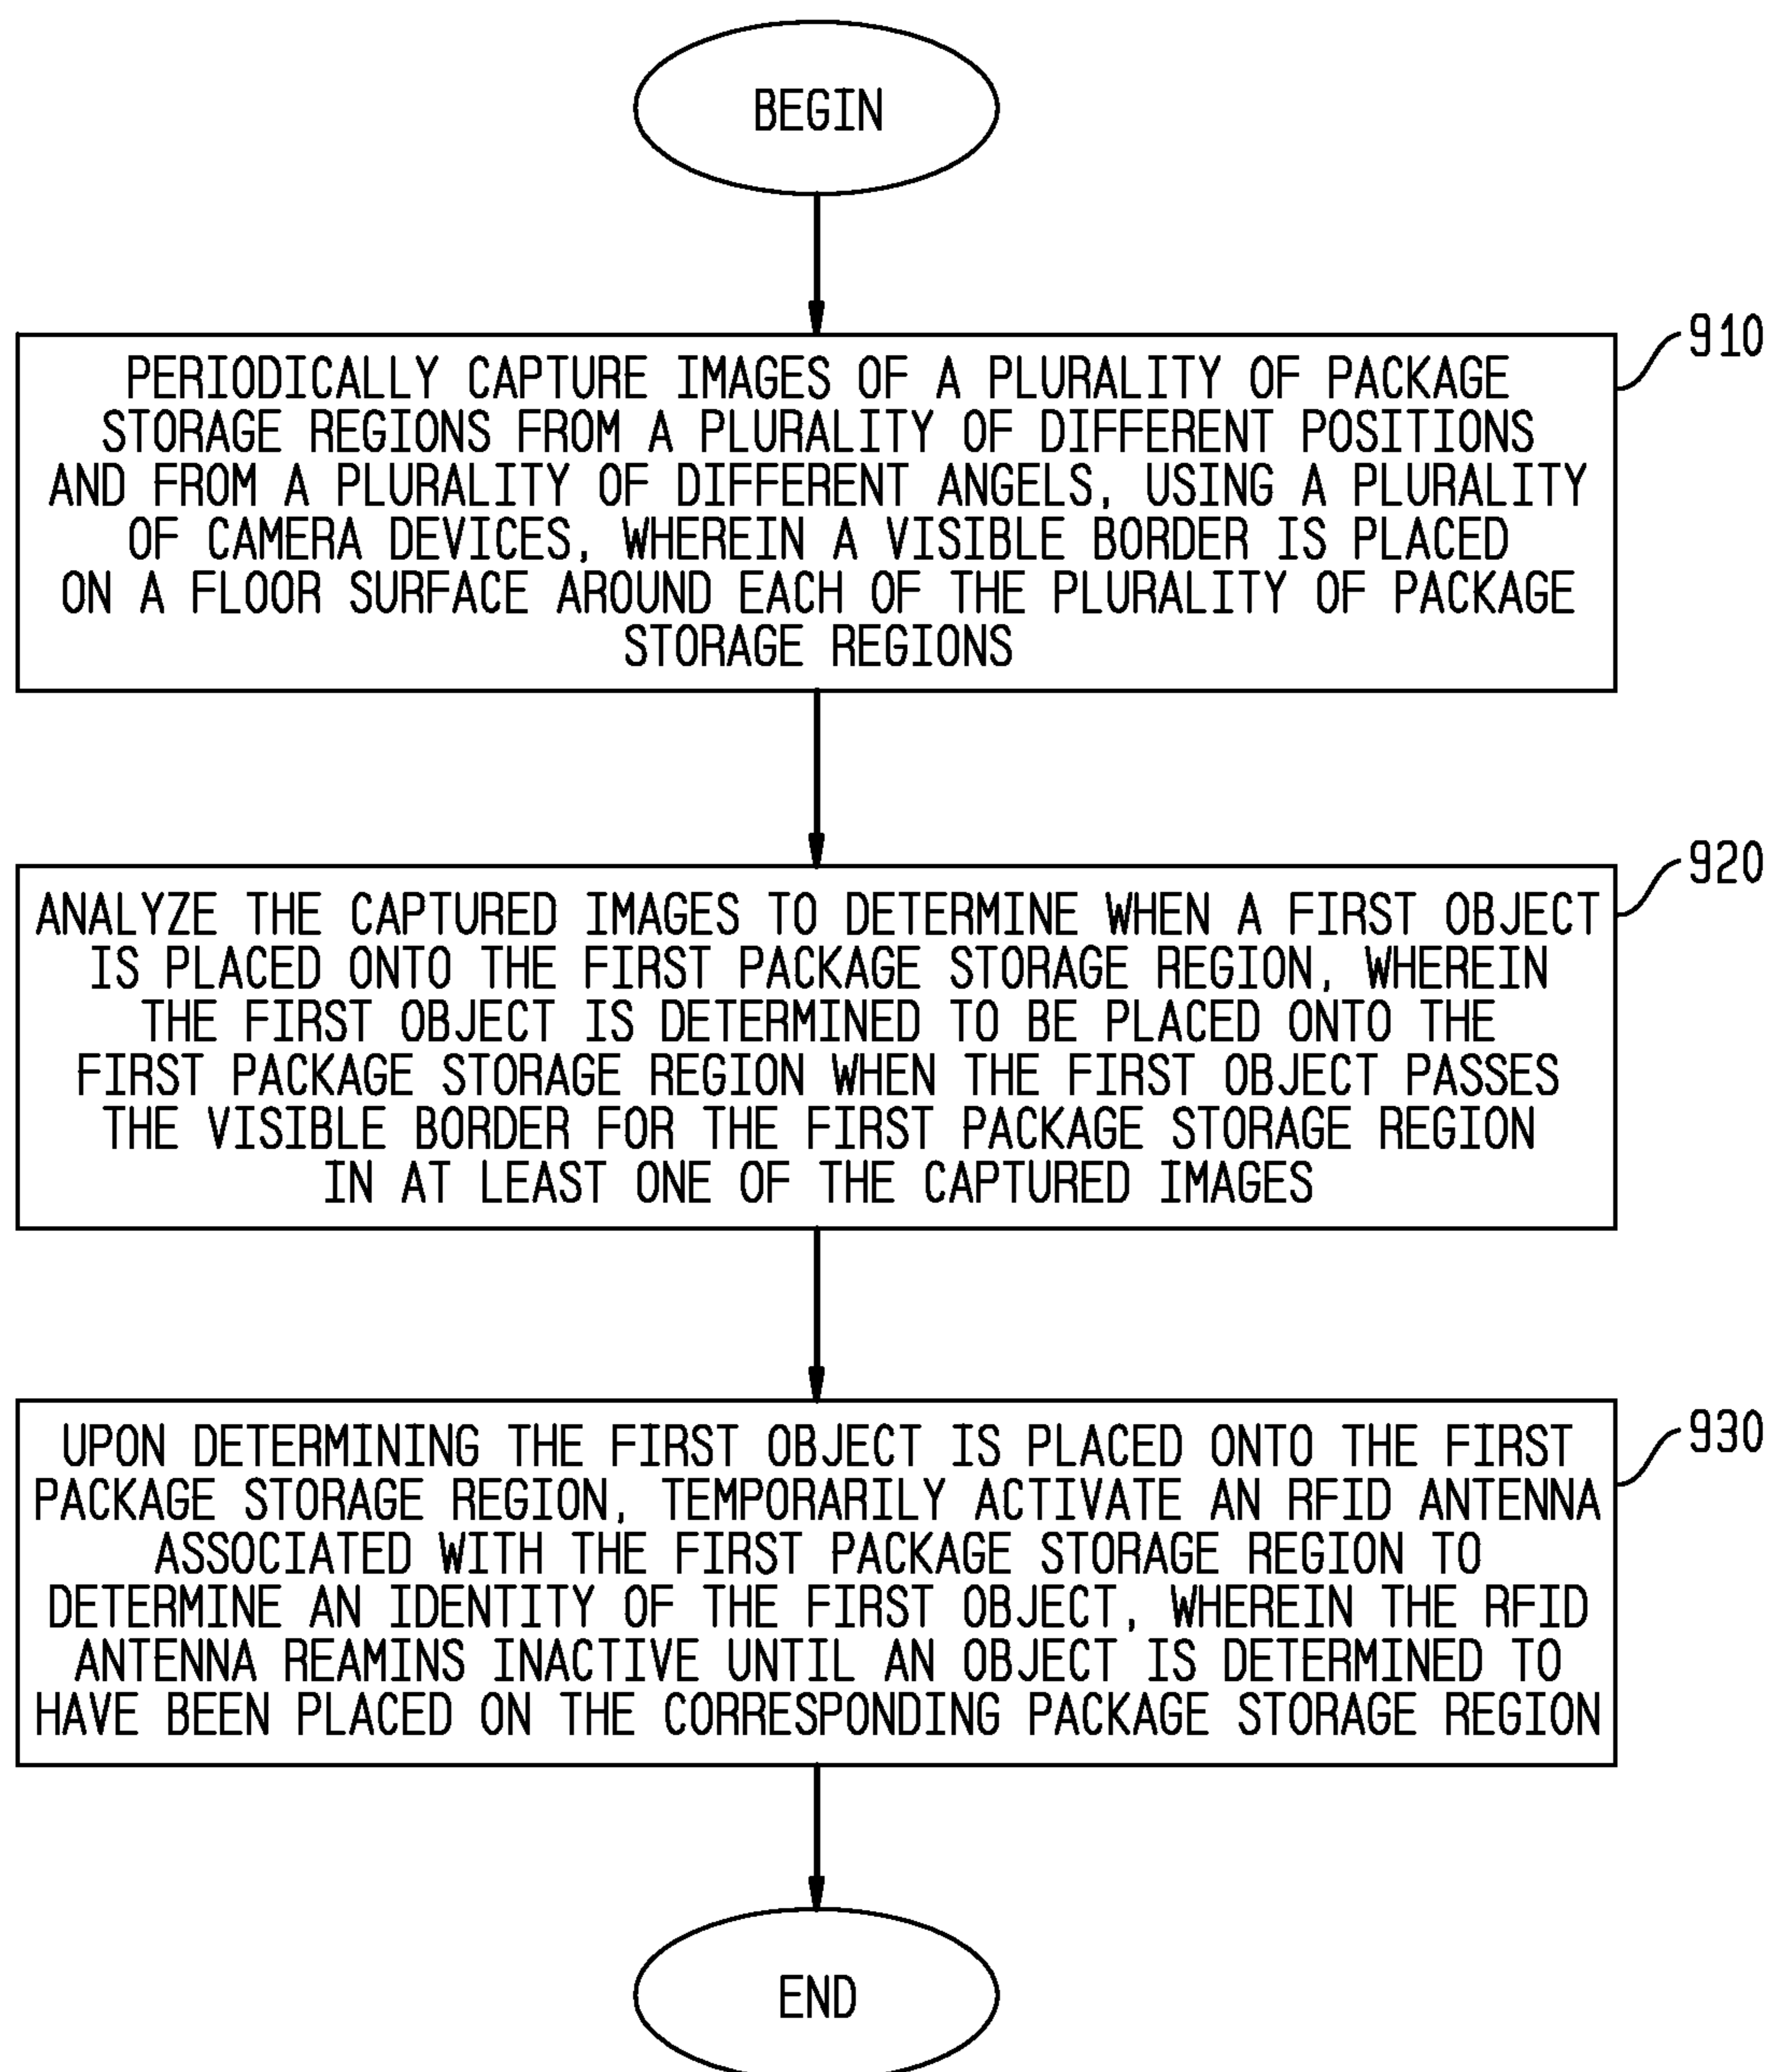 BEGIN
910
PERIODICALLY CAPTURE IMAGES OF A PLURALITY OF PACKAGE
STORAGE REGIONS FROM A PLURALITY OF DIFFERENT POSITIONS
AND FROM A PLURALITY OF DIFFERENT ANGELS, USING A PLURALITY
OF CAMERA DEVICES, WHEREIN A VISIBLE BORDER IS PLACED
ON A FLOOR SURFACE AROUND EACH OF THE PLURALITY OF PACKAGE
STORAGE REGIONS
920
ANALYZE THE CAPTURED IMAGES TO DETERMINE WHEN A FIRST OBJECT
IS PLACED ONTO THE FIRST PACKAGE STORAGE REGION, WHEREIN
THE FIRST OBJECT IS DETERMINED TO BE PLACED ONTO THE
FIRST PACKAGE STORAGE REGION WHEN THE FIRST OBJECT PASSES
THE VISIBLE BORDER FOR THE FIRST PACKAGE STORAGE REGION
IN AT LEAST ONE OF THE CAPTURED IMAGES
930
UPON DETERMINING THE FIRST OBJECT IS PLACED ONTO THE FIRST
PACKAGE STORAGE REGION, TEMPORARILY ACTIVATE AN RFID ANTENNA
ASSOCIATED WITH THE FIRST PACKAGE STORAGE REGION TO
DETERMINE AN IDENTITY OF THE FIRST OBJECT, WHEREIN THE RFID
ANTENNA REAMINS INACTIVE UNTIL AN OBJECT IS DETERMINED TO
HAVE BEEN PLACED ON THE CORRESPONDING PACKAGE STORAGE REGION
END